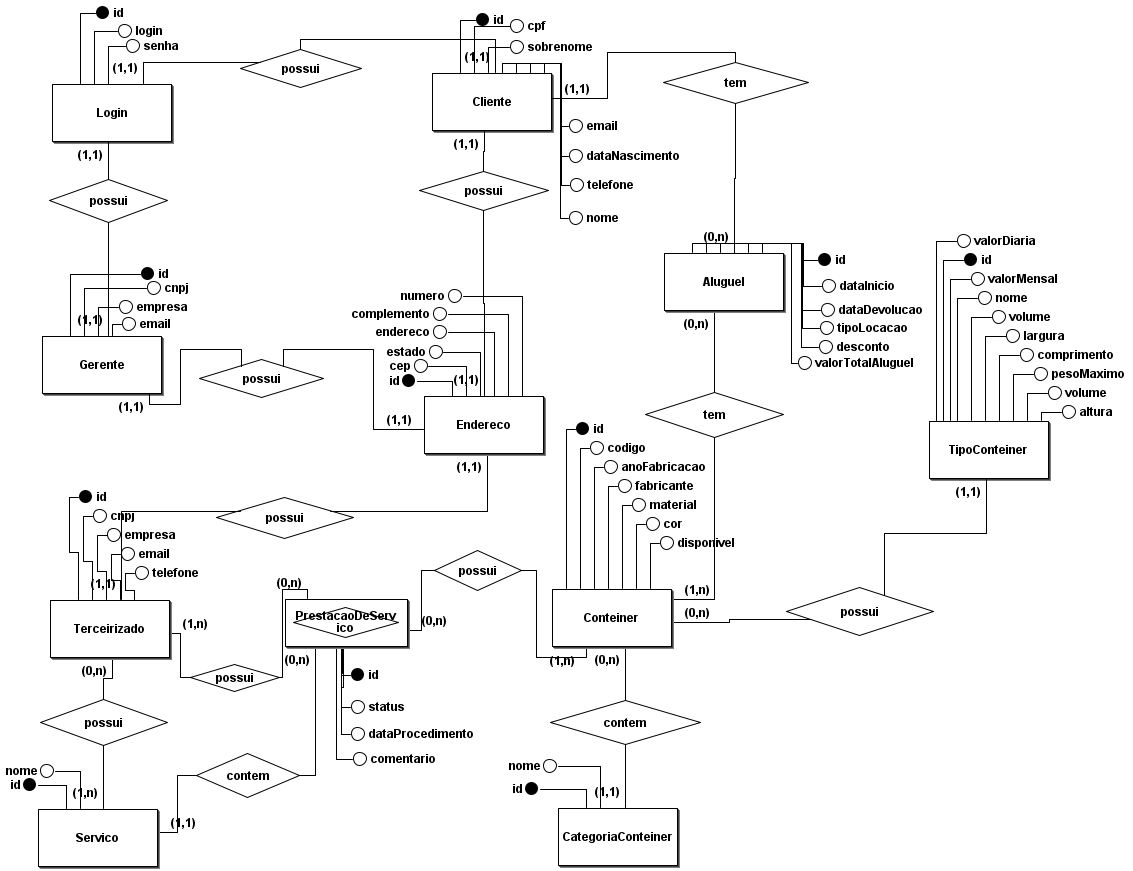 id
login
senha
(1,1)
possui
Login
(1,1)
possui
id
cnpj
empresa
(1,1)
email
Gerente
(1,1)
possui
id
cpf
sobrenome
(1,1)
Cliente
(1,1)
email
dataNascimento
telefone
nome
(1,1)
possui
tem
(0,n)
Aluguel
id
dataInicio
dataDevolucao
tipoLocacao
desconto
valorTotalAluguel
(0,n)
tem
numero
complemento
endereco
estado
cep
id
(1,1)
(1,1)
Endereco
(1,1)
possui
valorDiaria
id
valorMensal
nome
volume
largura
comprimento
pesoMaximo
volume
altura
TipoConteiner
(1,1)
possui
id
codigo
anoFabricacao
fabricante
material
cor
disponivel
(1,n)
(0,n)
Conteiner
(1,n)
(0,n)
possui
id
cnpj
empresa
email
telefone
(1,1)
Terceirizado
(1,n)
(0,n)
possui
(0,n)
PrestacaoDeServ
ico
(0,n)
(0,n)
id
status
dataProcedimento
comentario
possui
contem
nome
id
(1,n)
Servico
(1,1)
contem
nome
id
(1,1)
CategoriaConteiner